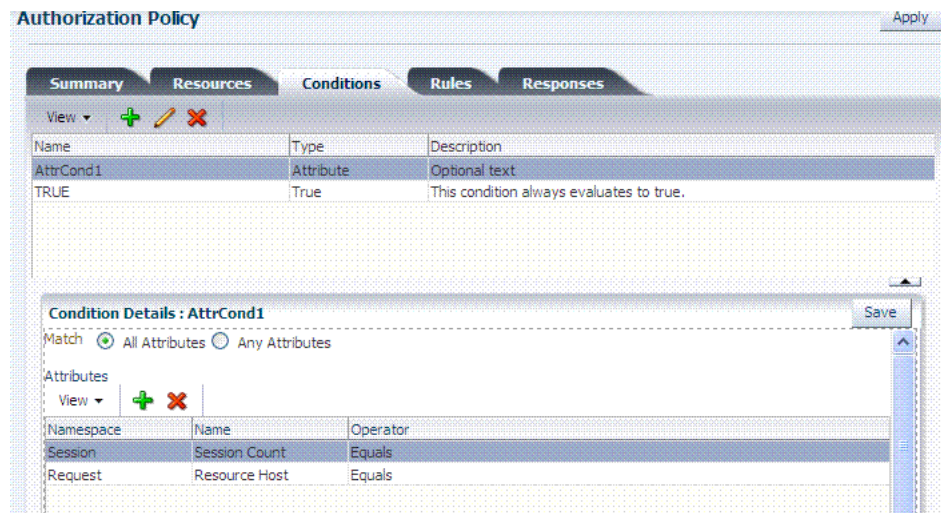 Authorization Policy Apply
Summary Resources Conditions Rules Responses
View
Name Type Description
AttrCond1 Attribute Optional text
TRUE True This condition always evaluates to true.
Condition Details : AttrCond1 Save
Match All Attributes Any Attributes
Attributes
View
Namespace Name Operator
Session Session Count Equals
Request Resource Host Equals